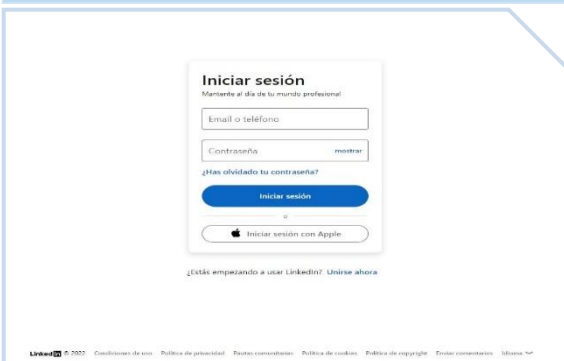 Iniciar sesión
Mantente al día de tu mundo profesional
Email o teléfono
Contraseña mostrar
¿Has olvidado tu contraseña?
Iniciar sesión
o
Iniciar sesión con Apple
¿Estás empezando a usar LinkedIn? Unirse ahora
LinkedIn © 2022 Condiciones de uso Política de privacidad Pautas comunitarias Política de cookies Política de copyright Enviar comentarios Idioma